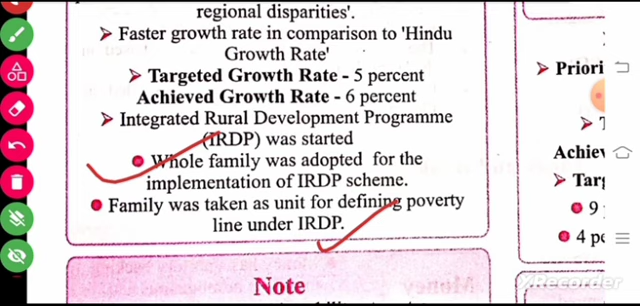 regional disparities'.
➤ Faster growth rate in comparison to 'Hindu
Growth Rate'
➤ Targeted Growth Rate - 5 percent
Achieved Growth Rate - 6 percent
➤ Integrated Rural Development Programme
(IRDP) was started
● Whole family was adopted for the
implementation of IRDP scheme.
● Family was taken as unit for defining poverty
line under IRDP.
Note
➤ Priori
Achiev
➤ Targ
● 9
● 4 pe
XRecorder